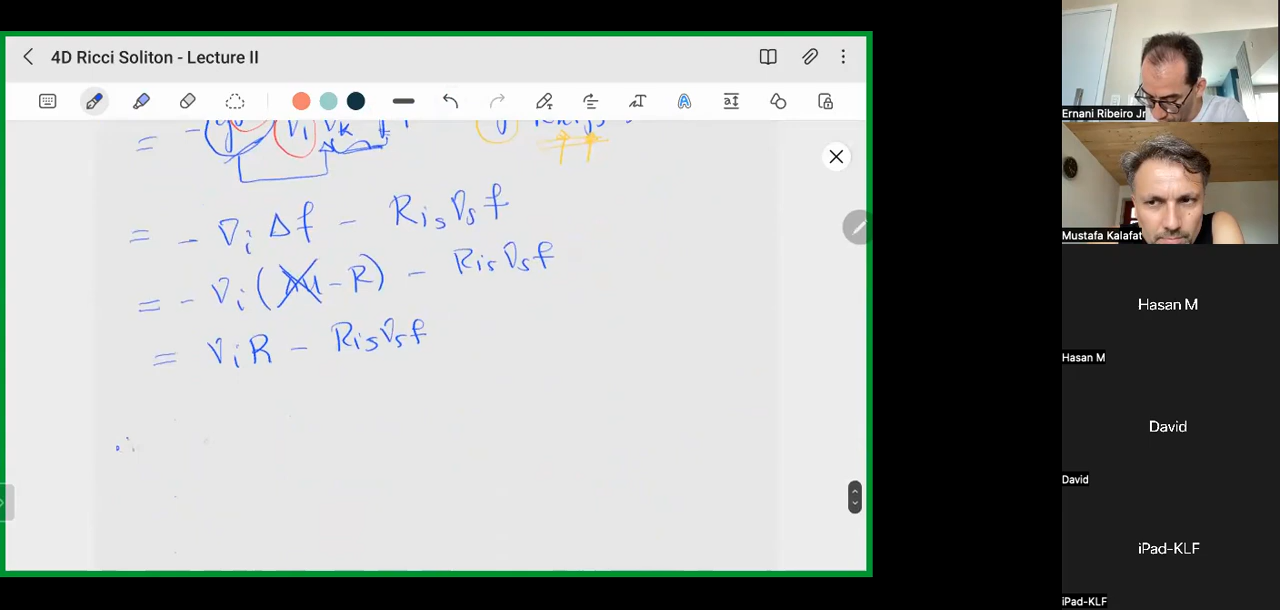 4D Ricci Soliton - Lecture II
= - ∇ᵢ Δf - Rᵢₛ∇ₛf
= - ∇ᵢ ( - R) - Rᵢₛ∇ₛf
= ∇ᵢR - Rᵢₛ∇ₛf
Ernani Ribeiro Jr
Mustafa Kalafat
Hasan M
Hasan M
David
David
iPad-KLF
iPad-KLF